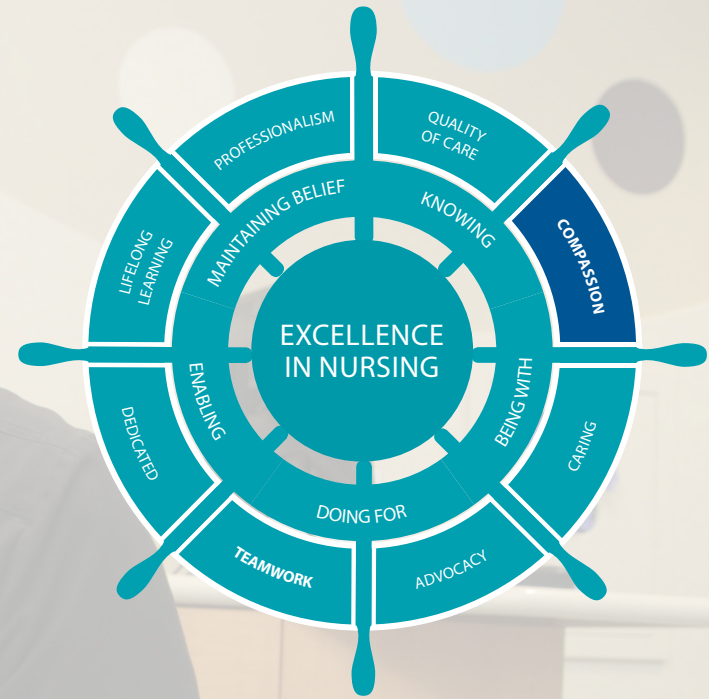 PROFESSIONALISM
QUALITY
OF CARE
COMPASSION
CARING
ADVOCACY
TEAMWORK
DEDICATED
LIFELONG
LEARNING
MAINTAINING BELIEF
KNOWING
BEING WITH
DOING FOR
ENABLING
EXCELLENCE
IN NURSING